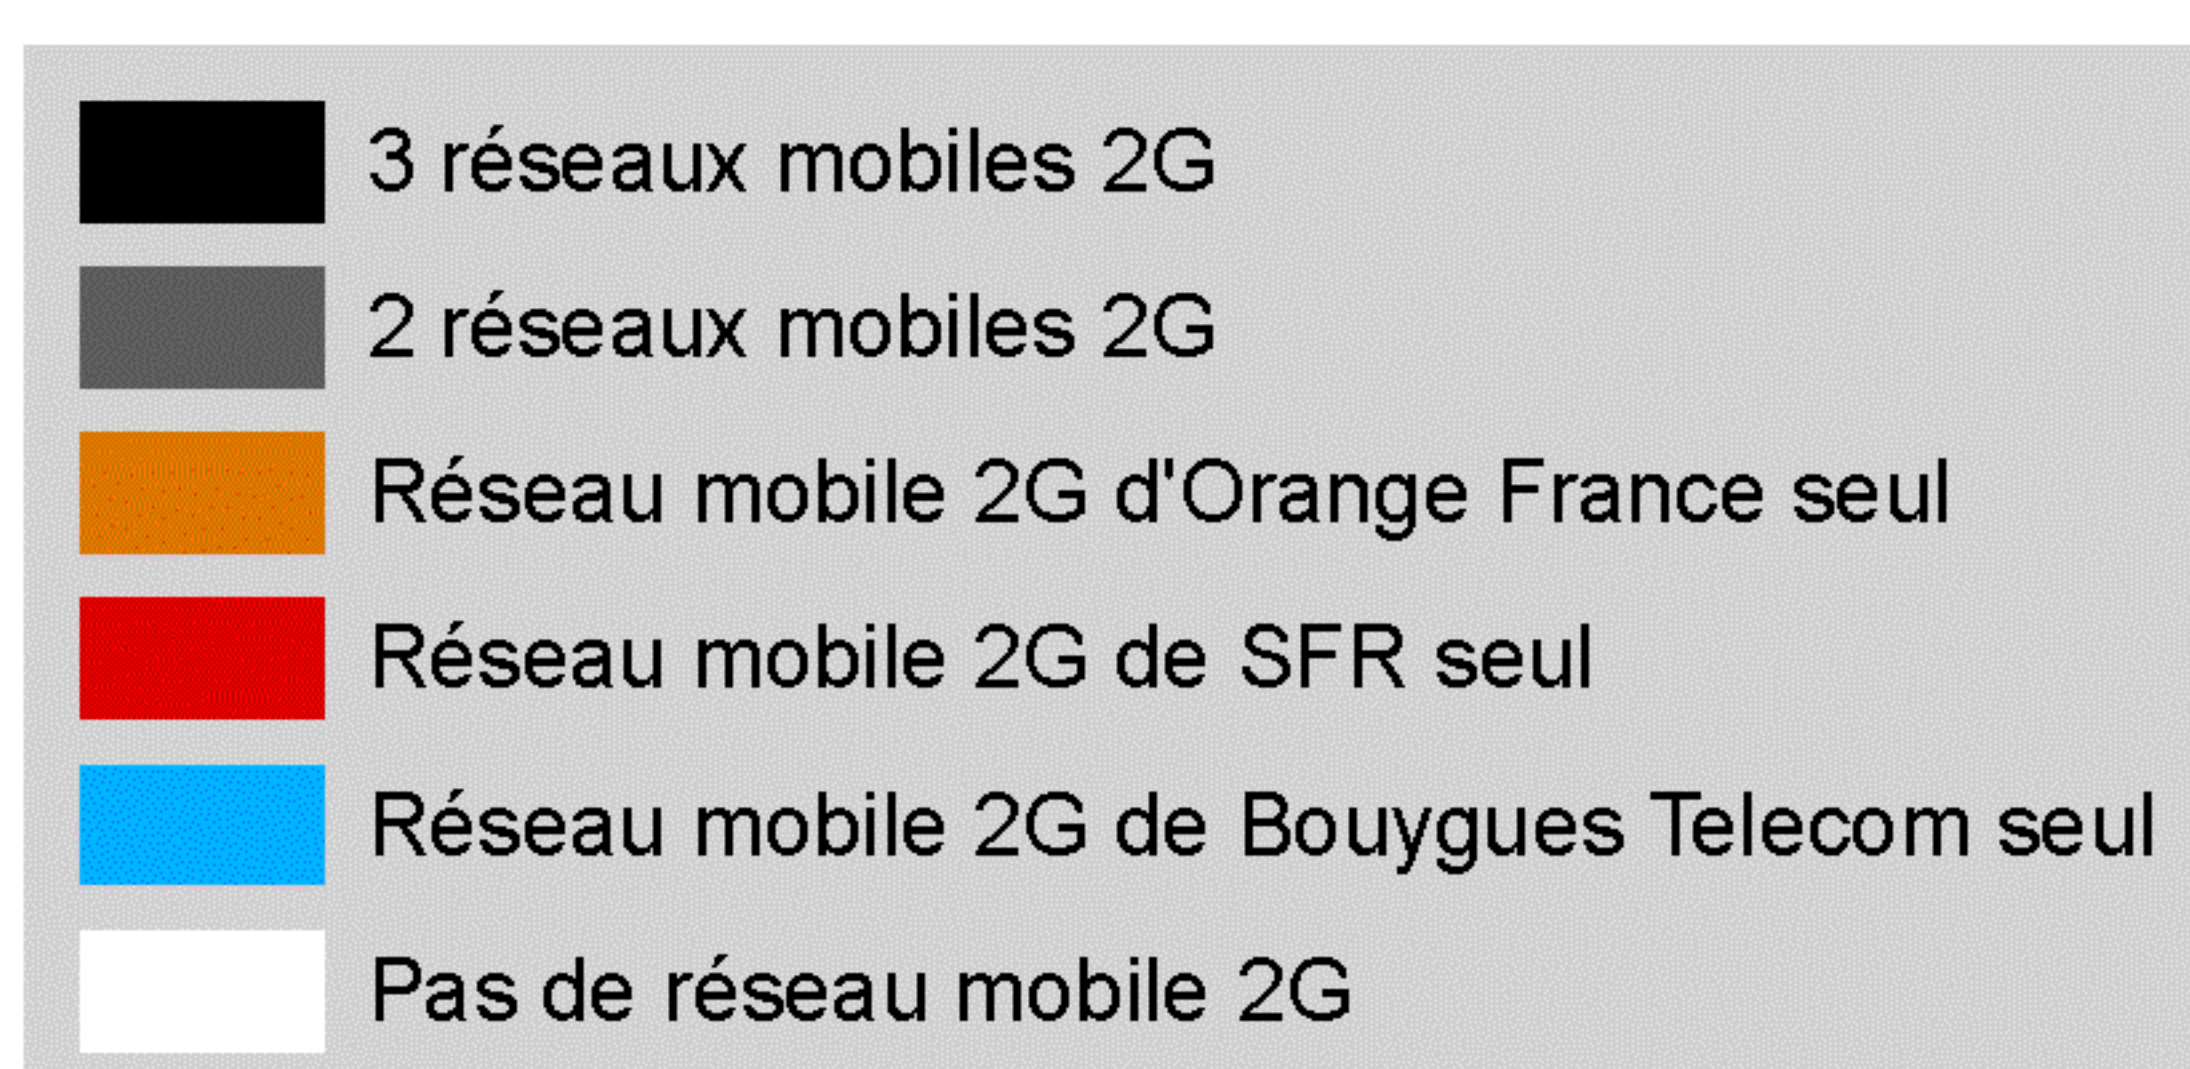 3 réseaux mobiles 2G
2 réseaux mobiles 2G
Réseau mobile 2G d'Orange France seul
Réseau mobile 2G de SFR seul
Réseau mobile 2G de Bouygues Telecom seul
Pas de réseau mobile 2G